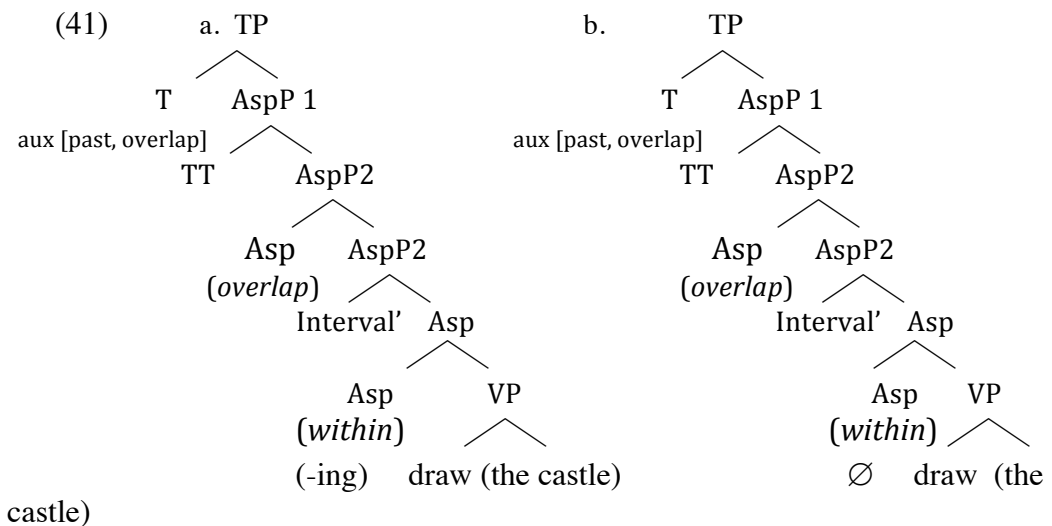 (41) a. TP b. TP
T AspP 1 T AspP 1
aux [past, overlap] aux [past, overlap]
TT AspP2 TT AspP2
Asp AspP2 Asp AspP2
(overlap) (overlap)
Interval’ Asp Interval’ Asp
Asp VP Asp VP
(within) (within)
(-ing) draw (the castle) ∅ draw (the
castle)